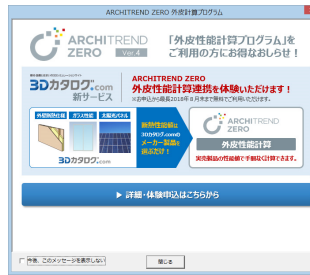 ARCHITREND ZERO 外皮計算プログラム
ARCHITREND
ZERO Ver.4
「外皮性能計算プログラム」を
ご利用の方にお得なおしらせ！
3Dカタログ.com
新サービス
ARCHITREND ZERO
外皮性能計算連携を体験いただけます！
※お申込から最長2018年8月末まで無料でご利用いただけます。
外壁断熱仕様 ガラス性能 太陽光パネル
3Dカタログ.com
断熱性能値は
3Dカタログ.comの
メーカー製品を
選ぶだけ！
ARCHITREND
ZERO
外皮性能計算
実売製品の性能値で手軽に計算できます。
▶ 詳細・体験申込はこちらから
今後、このメッセージを表示しない
閉じる